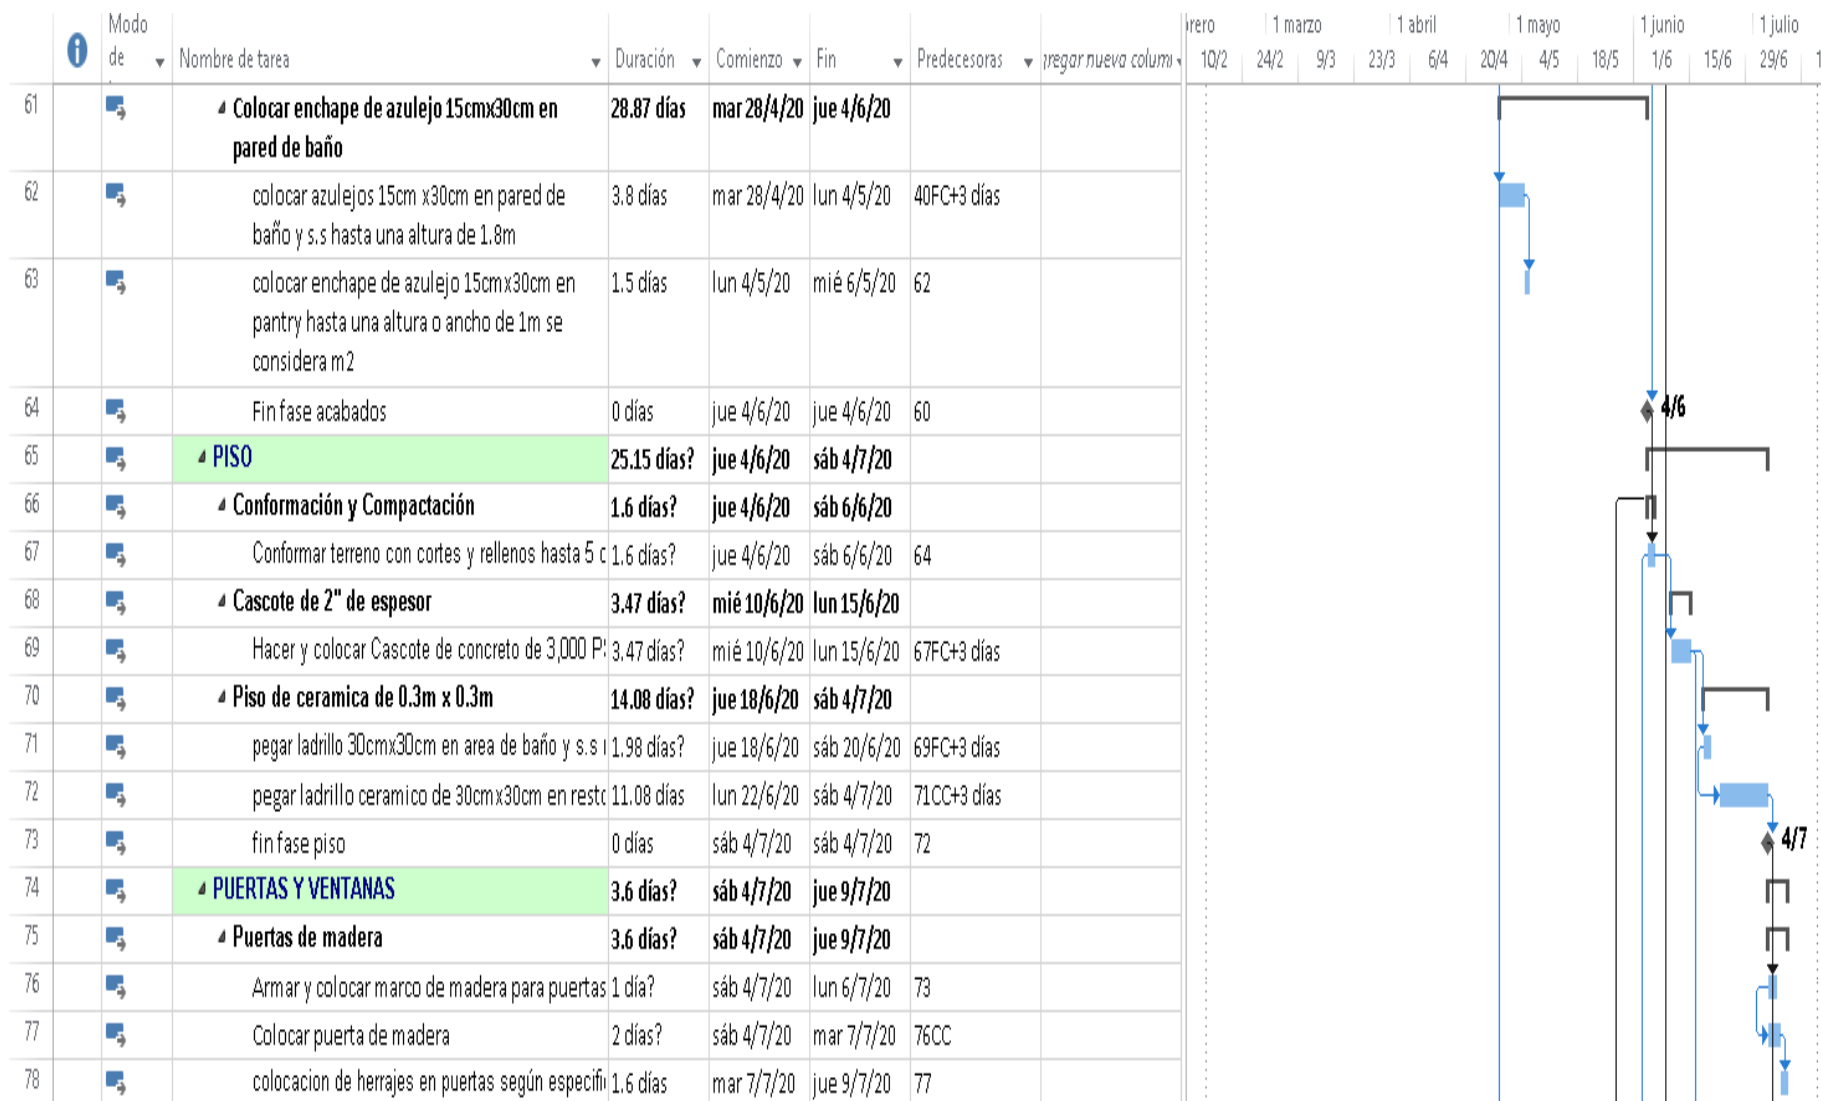 Modo
de
Nombre de tarea Duración Comienzo Fin Predecesoras regar nueva colum
1 marzo 1 abril 1 mayo 1 junio 1 julio
10/2 24/2 9/3 23/3 6/4 20/4 4/5 18/5 1/6 15/6 29/6
61 Colocar enchape de azulejo 15cmx30cm en 28.87 días mar 28/4/20 jue 4/6/20
pared de baño
62 colocar azulejos 15cm x30cm en pared de 3.8 días mar 28/4/20 lun 4/5/20 40FC+3 días
baño y s.s hasta una altura de 1.8m
63 colocar enchape de azulejo 15cmx30cm en 1.5 días lun 4/5/20 mié 6/5/20 62
pantry hasta una altura o ancho de 1m se
considera m2
64 Fin fase acabados 0 días jue 4/6/20 jue 4/6/20 60 4/6
65 PISO 25.15 días? jue 4/6/20 sáb 4/7/20
66 Conformación y Compactación 1.6 días? jue 4/6/20 sáb 6/6/20
67 Conformar terreno con cortes y rellenos hasta 5 c 1.6 días? jue 4/6/20 sáb 6/6/20 64
68 Cascote de 2" de espesor 3.47 días? mié 10/6/20 lun 15/6/20
69 Hacer y colocar Cascote de concreto de 3,000 P 3.47 días? mié 10/6/20 lun 15/6/20 67FC+3 días
70 Piso de ceramica de 0.3m x 0.3m 14.08 días? jue 18/6/20 sáb 4/7/20
71 pegar ladrillo 30cmx30cm en area de baño y s.s 1.98 días? jue 18/6/20 sáb 20/6/20 69FC+3 días
72 pegar ladrillo ceramico de 30cmx30cm en resto 11.08 días lun 22/6/20 sáb 4/7/20 71CC+3 días
73 fin fase piso 0 días sáb 4/7/20 sáb 4/7/20 72 4/7
74 PUERTAS Y VENTANAS 3.6 días? sáb 4/7/20 jue 9/7/20
75 Puertas de madera 3.6 días? sáb 4/7/20 jue 9/7/20
76 Armar y colocar marco de madera para puertas 1 día? sáb 4/7/20 lun 6/7/20 73
77 Colocar puerta de madera 2 días? sáb 4/7/20 mar 7/7/20 76CC
78 colocacion de herrajes en puertas según especifi 1.6 días mar 7/7/20 jue 9/7/20 77